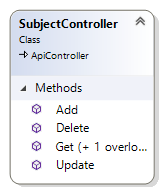 SubjectController
Class
ApiController
Methods
Add
Delete
Get (+ 1 overlo...
Update